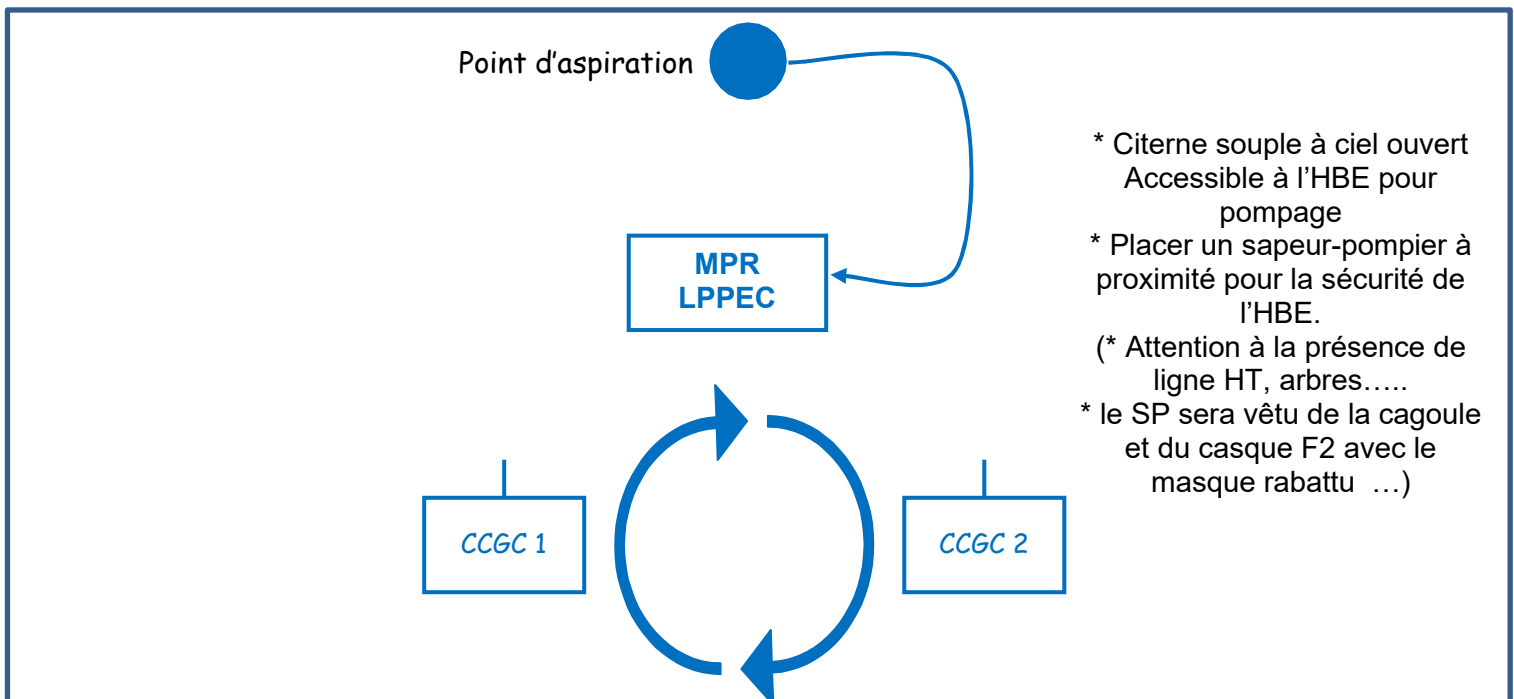 Point d'aspiration
* Citerne souple à ciel ouvert
Accessible à l'HBE pour
pompage
* Placer un sapeur-pompier à
proximité pour la sécurité de
l'HBE.
(* Attention à la présence de
ligne HT, arbres…..
* le SP sera vêtu de la cagoule
et du casque F2 avec le
masque rabattu …)
MPR
LPPEC
CCGC 1
CCGC 2